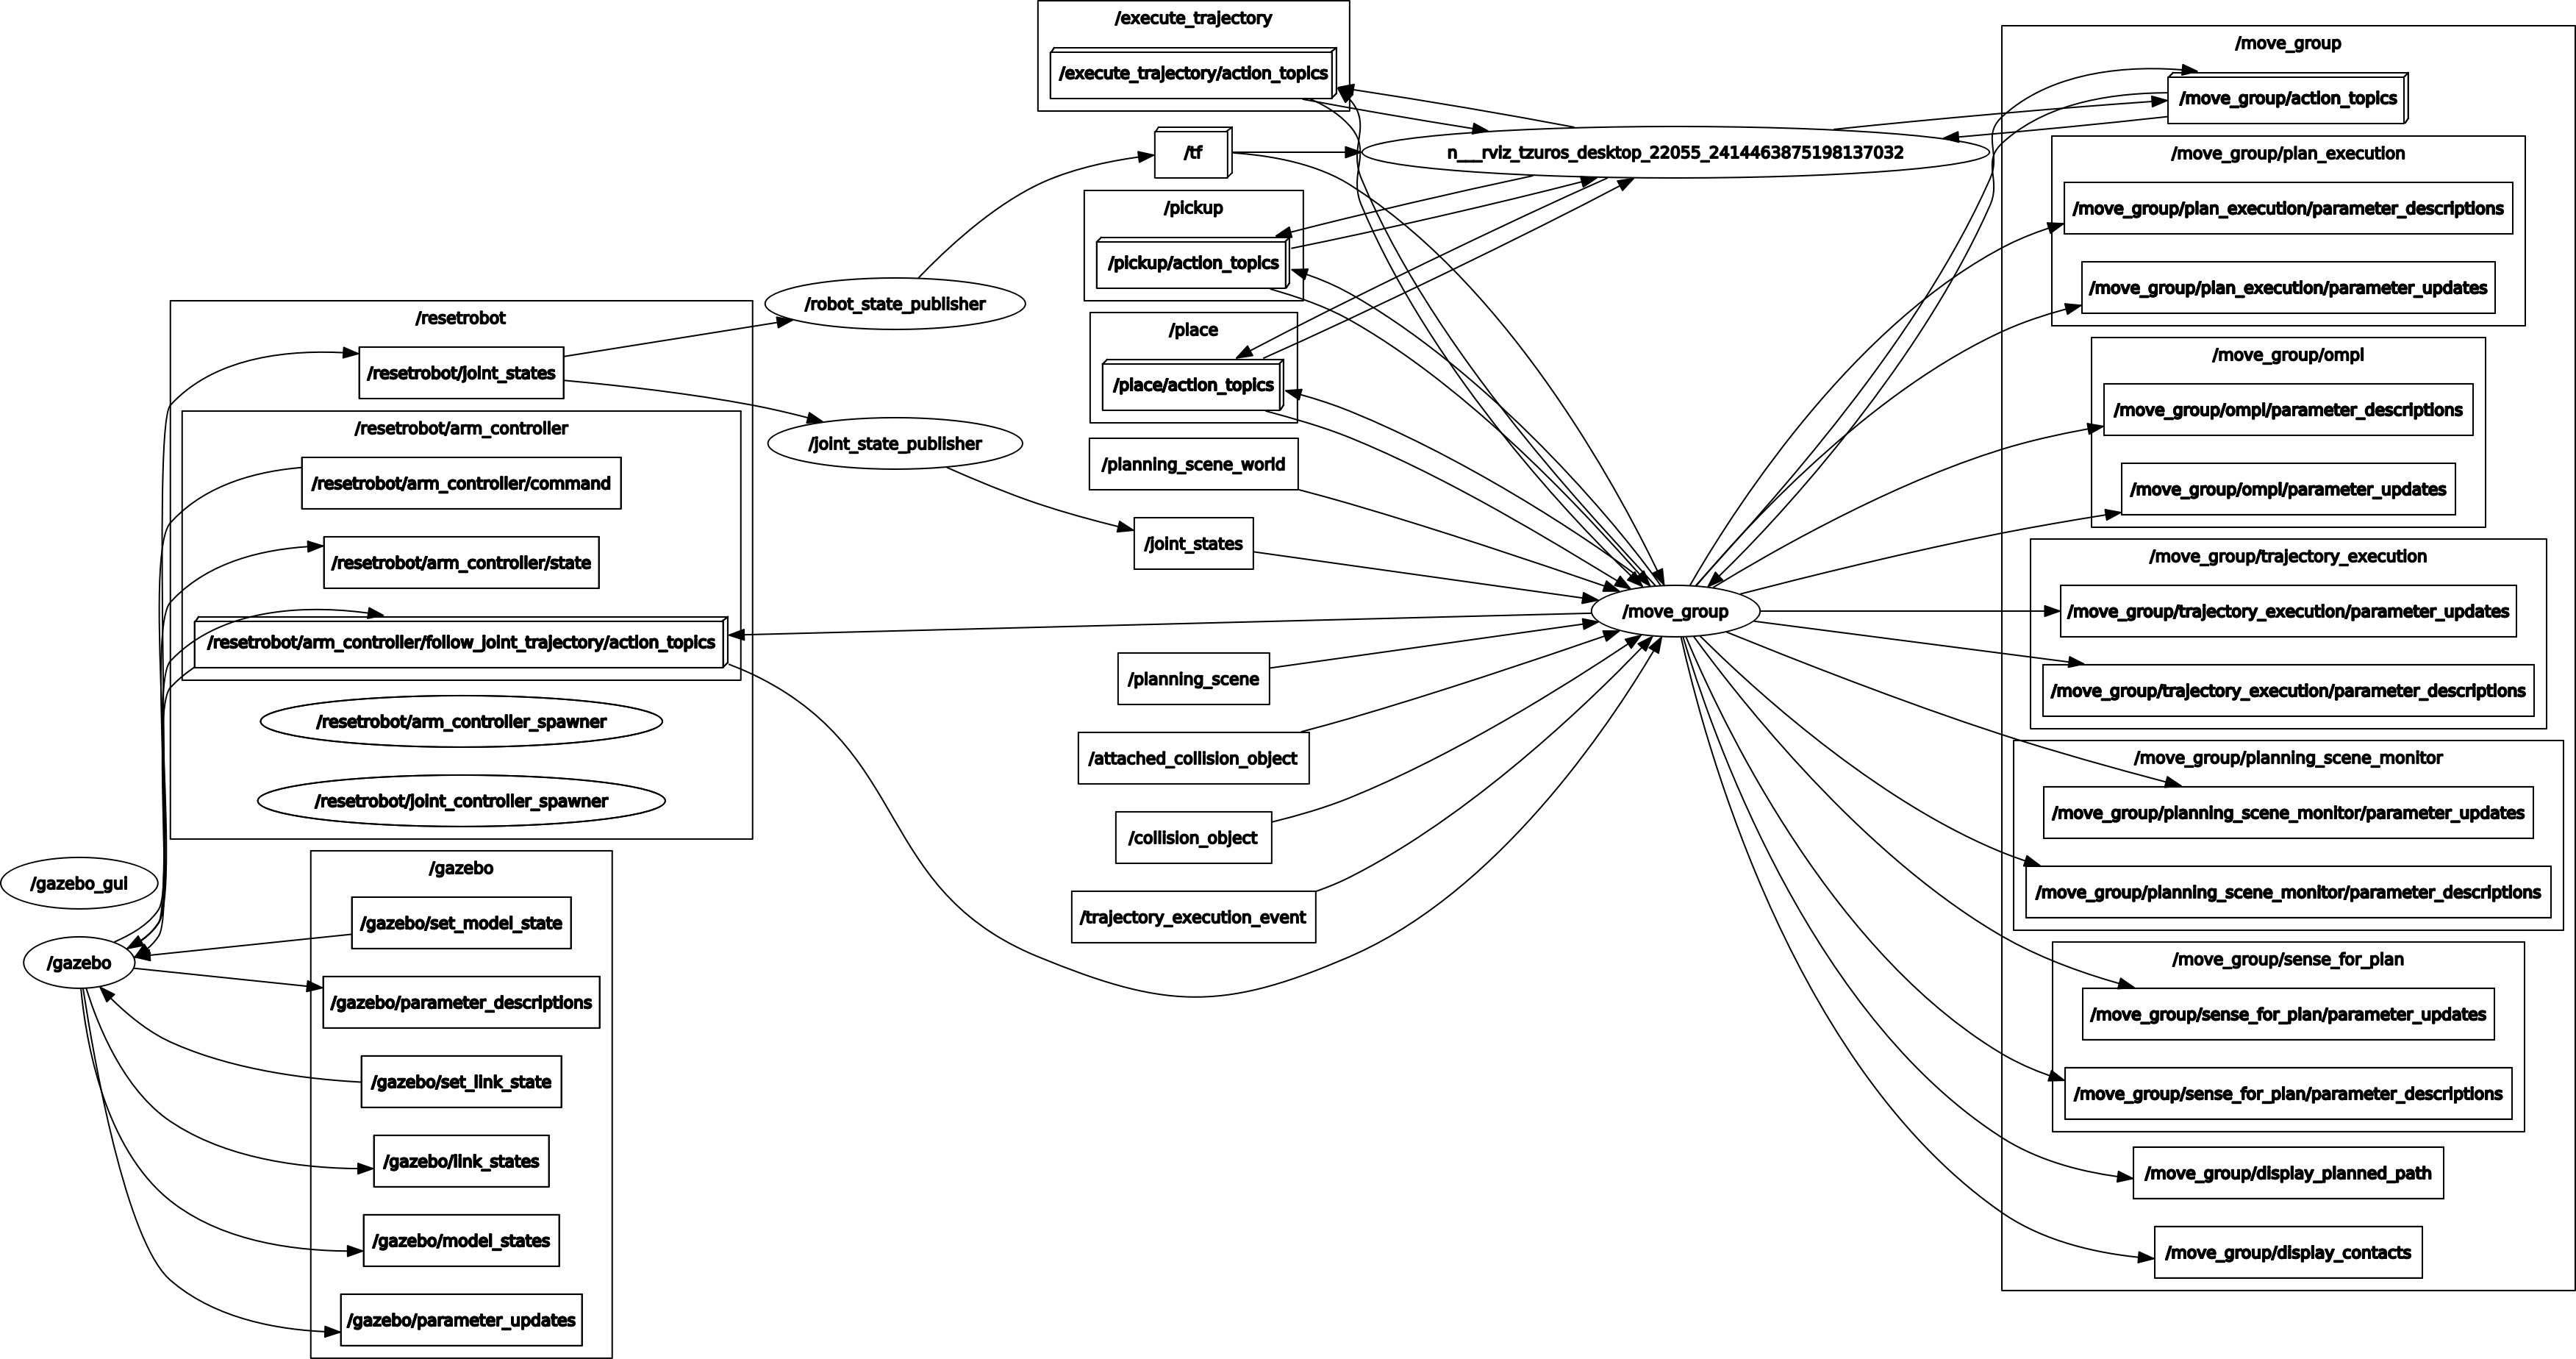 /execute_trajectory
/execute_trajectory/action_topics
/tf
n___rviz_tzuros_desktop_22055_2414463875198137032
/pickup
/pickup/action_topics
/place
/place/action_topics
/planning_scene_world
/joint_states
/move_group
/planning_scene
/attached_collision_object
/collision_object
/trajectory_execution_event
/robot_state_publisher
/joint_state_publisher
/resetrobot
/resetrobot/joint_states
/resetrobot/arm_controller
/resetrobot/arm_controller/command
/resetrobot/arm_controller/state
/resetrobot/arm_controller/follow_joint_trajectory/action_topics
/resetrobot/arm_controller_spawner
/resetrobot/joint_controller_spawner
/gazebo_gui
/gazebo
/gazebo
/gazebo/set_model_state
/gazebo/parameter_descriptions
/gazebo/set_link_state
/gazebo/link_states
/gazebo/model_states
/gazebo/parameter_updates
/move_group
/move_group/action_topics
/move_group/plan_execution
/move_group/plan_execution/parameter_descriptions
/move_group/plan_execution/parameter_updates
/move_group/ompl
/move_group/ompl/parameter_descriptions
/move_group/ompl/parameter_updates
/move_group/trajectory_execution
/move_group/trajectory_execution/parameter_updates
/move_group/trajectory_execution/parameter_descriptions
/move_group/planning_scene_monitor
/move_group/planning_scene_monitor/parameter_updates
/move_group/planning_scene_monitor/parameter_descriptions
/move_group/sense_for_plan
/move_group/sense_for_plan/parameter_updates
/move_group/sense_for_plan/parameter_descriptions
/move_group/display_planned_path
/move_group/display_contacts